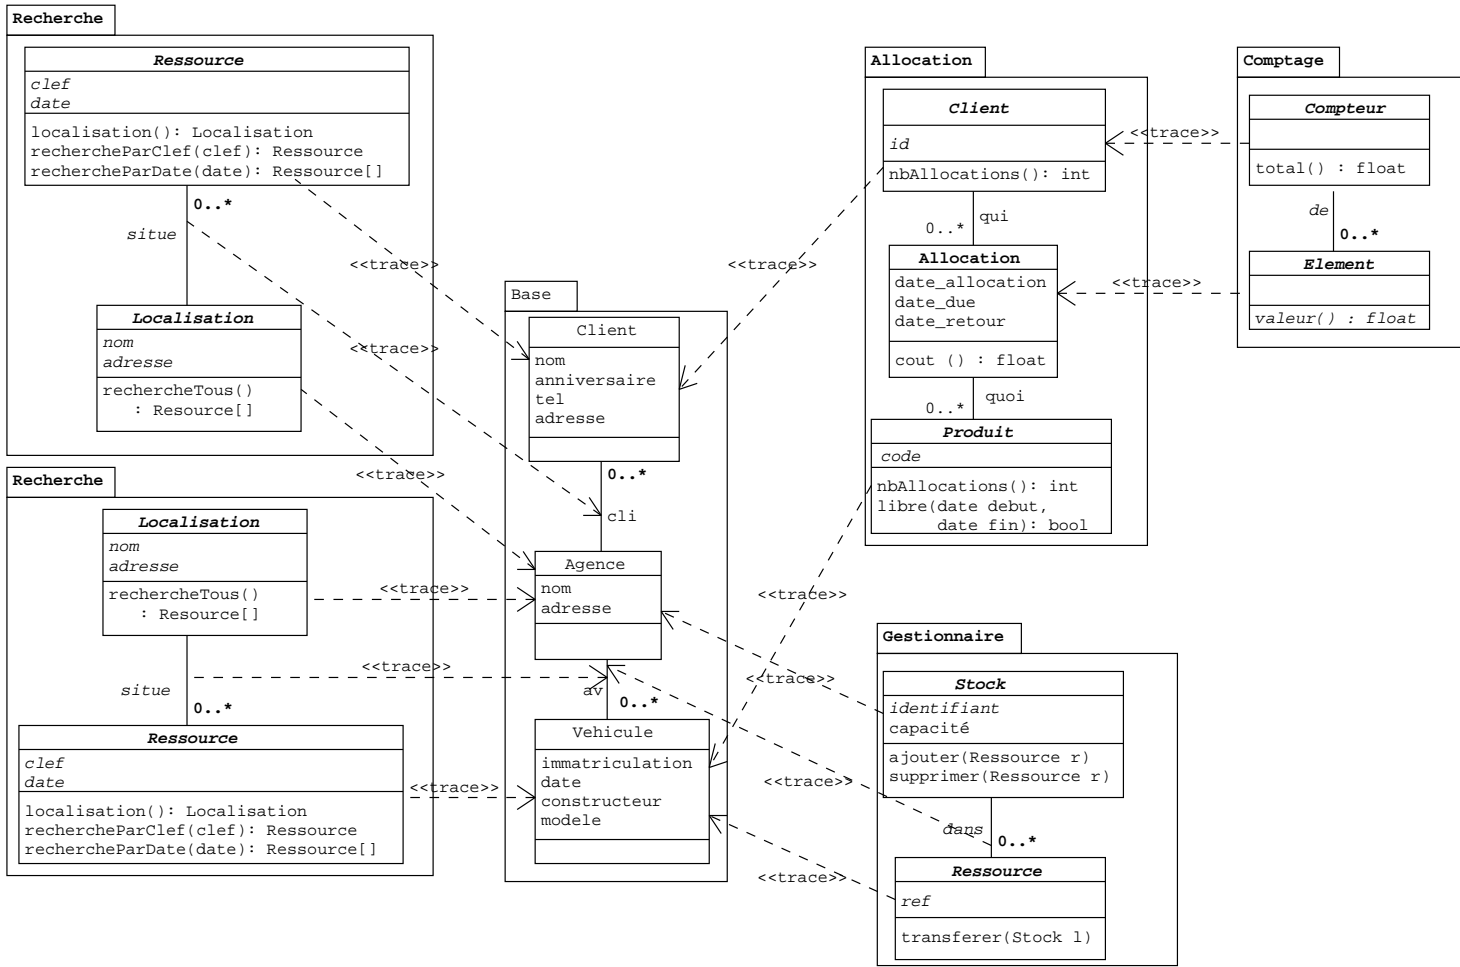 Recherche
Ressource
clef
date
localisation(): Localisation
rechercheParClef(clef): Ressource
rechercheParDate(date): Ressource[]
0..*
situe
<<trace>>
<<trace>>
Localisation
nom
adresse
rechercheTous()
: Resource[]
<<trace>>
Recherche
Localisation
nom
adresse
rechercheTous()
: Resource[]
<<trace>>
<<trace>>
situe
0..*
Ressource
clef
date
localisation(): Localisation
rechercheParClef(clef): Ressource
rechercheParDate(date): Ressource[]
<<trace>>
Base
Client
nom
anniversaire
tel
adresse
0..*
cli
Agence
nom
adresse
av
0..*
Vehicule
immatriculation
date
constructeur
modele
<<trace>>
<<trace>>
<<trace>>
<<trace>>
<<trace>>
Allocation
Client
id
nbAllocations(): int
qui
0..*
Allocation
date_allocation
date_due
date_retour
cout () : float
quoi
0..*
Produit
code
nbAllocations(): int
libre(date debut,
date fin): bool
<<trace>>
<<trace>>
Comptage
Compteur
total() : float
de
0..*
Element
valeur() : float
Gestionnaire
Stock
identifiant
capacité
ajouter(Ressource r)
supprimer(Ressource r)
dans
0..*
Ressource
ref
transferer(Stock l)